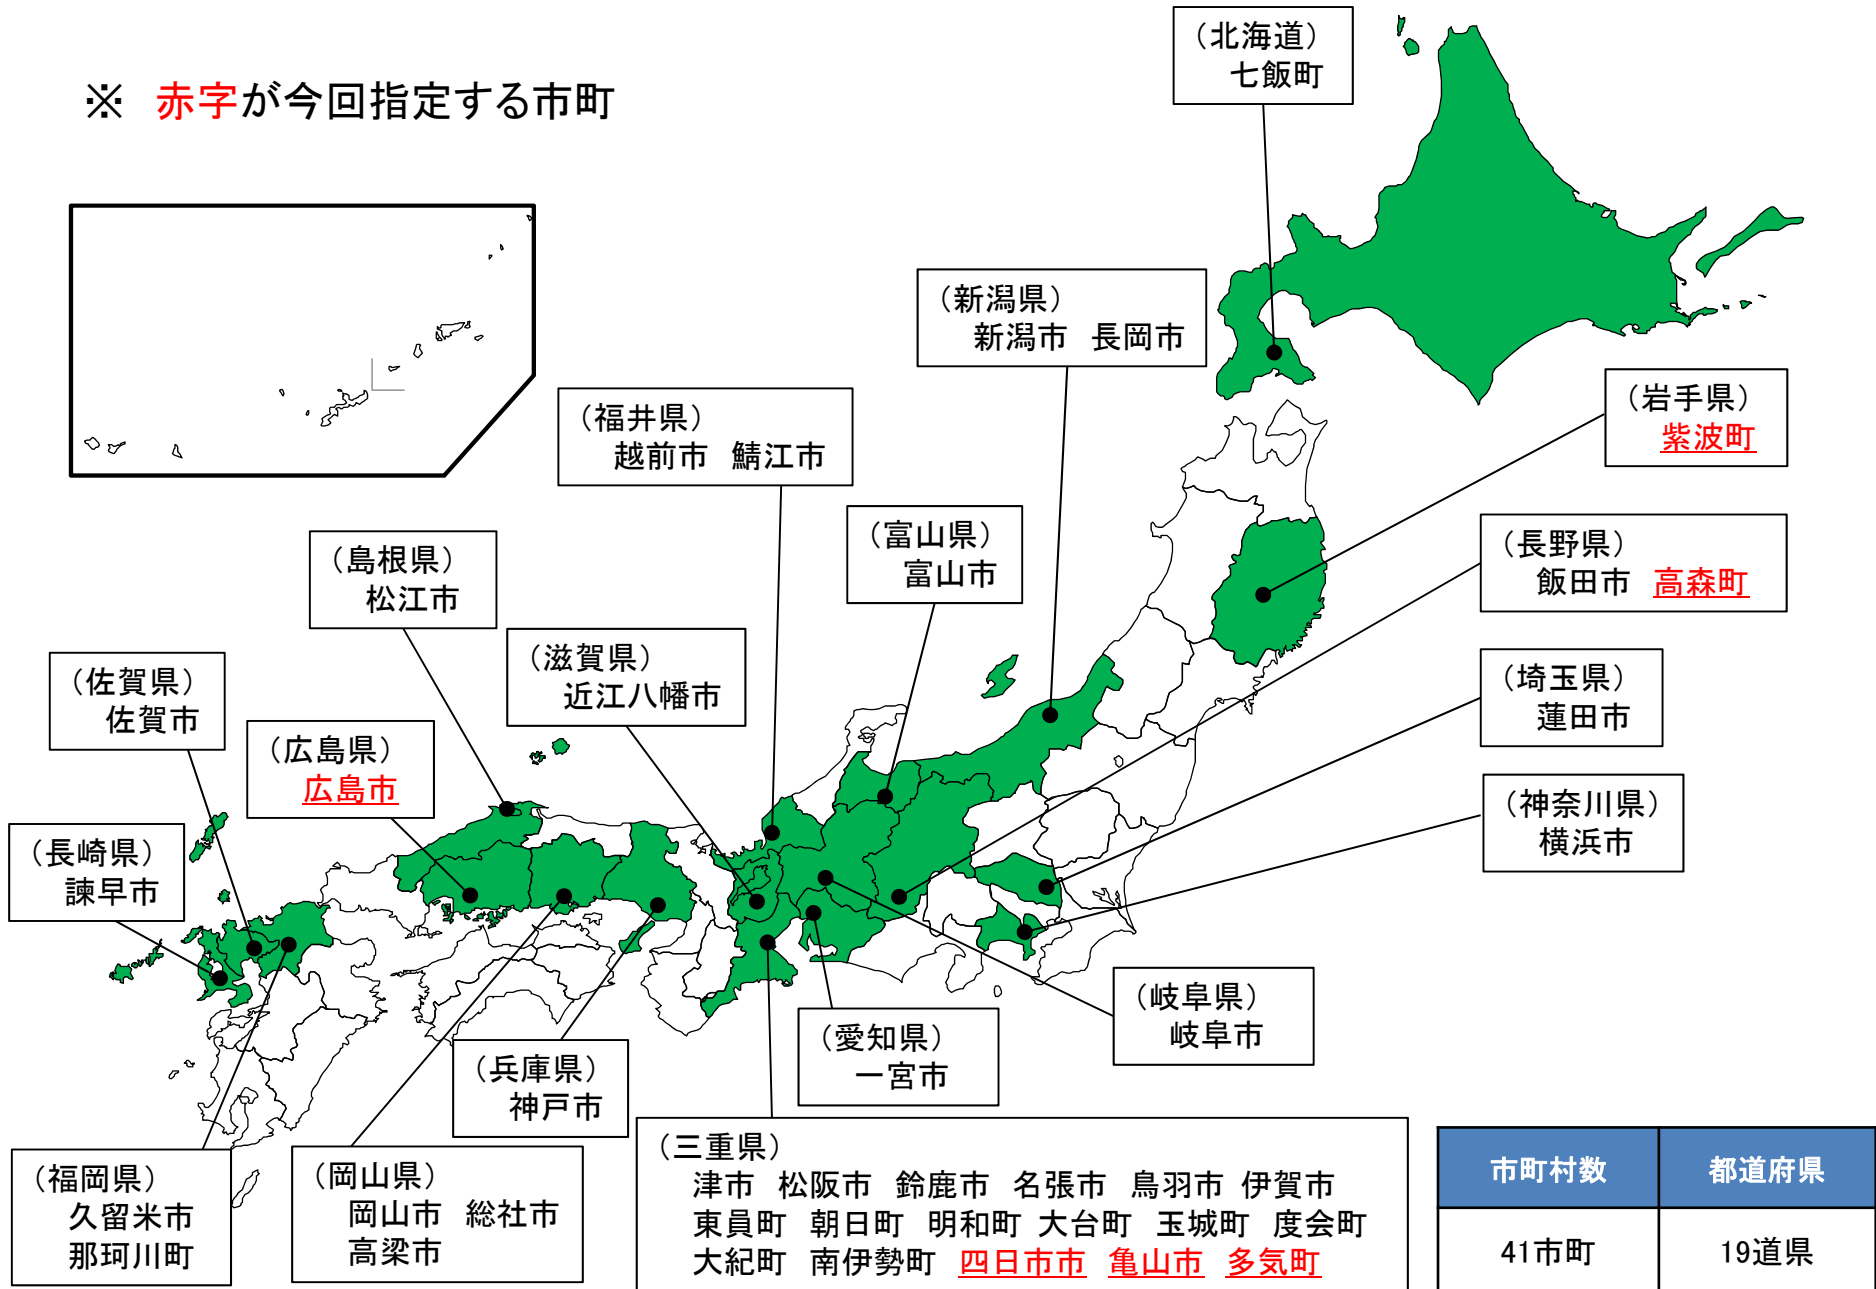 ※　赤字が今回指定する市町
（北海道）
七飯町
（新潟県）
新潟市　長岡市
（岩手県）
紫波町
（福井県）
越前市　鯖江市
（富山県）
富山市
（長野県）
飯田市　高森町
（島根県）
松江市
（滋賀県）
近江八幡市
（埼玉県）
蓮田市
（佐賀県）
佐賀市
（広島県）
広島市
（神奈川県）
横浜市
（長崎県）
諫早市
（岐阜県）
岐阜市
（愛知県）
一宮市
（兵庫県）
神戸市
（福岡県）
久留米市
那珂川町
（岡山県）
岡山市　総社市
高梁市
（三重県）
津市　松阪市　鈴鹿市　名張市　鳥羽市　伊賀市
東員町　朝日町　明和町　大台町　玉城町　度会町
大紀町　南伊勢町　四日市市　亀山市　多気町
市町村数　都道府県
41市町　19道県